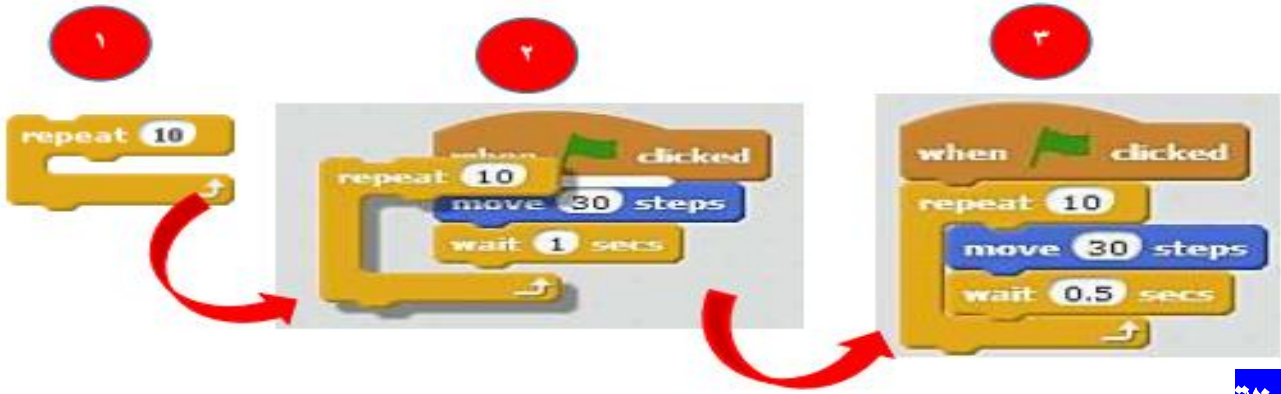 ١
٢
٣
repeat 10
when clicked
repeat 10
move 30 steps
wait 1 secs
when clicked
repeat 10
move 30 steps
wait 0.5 secs